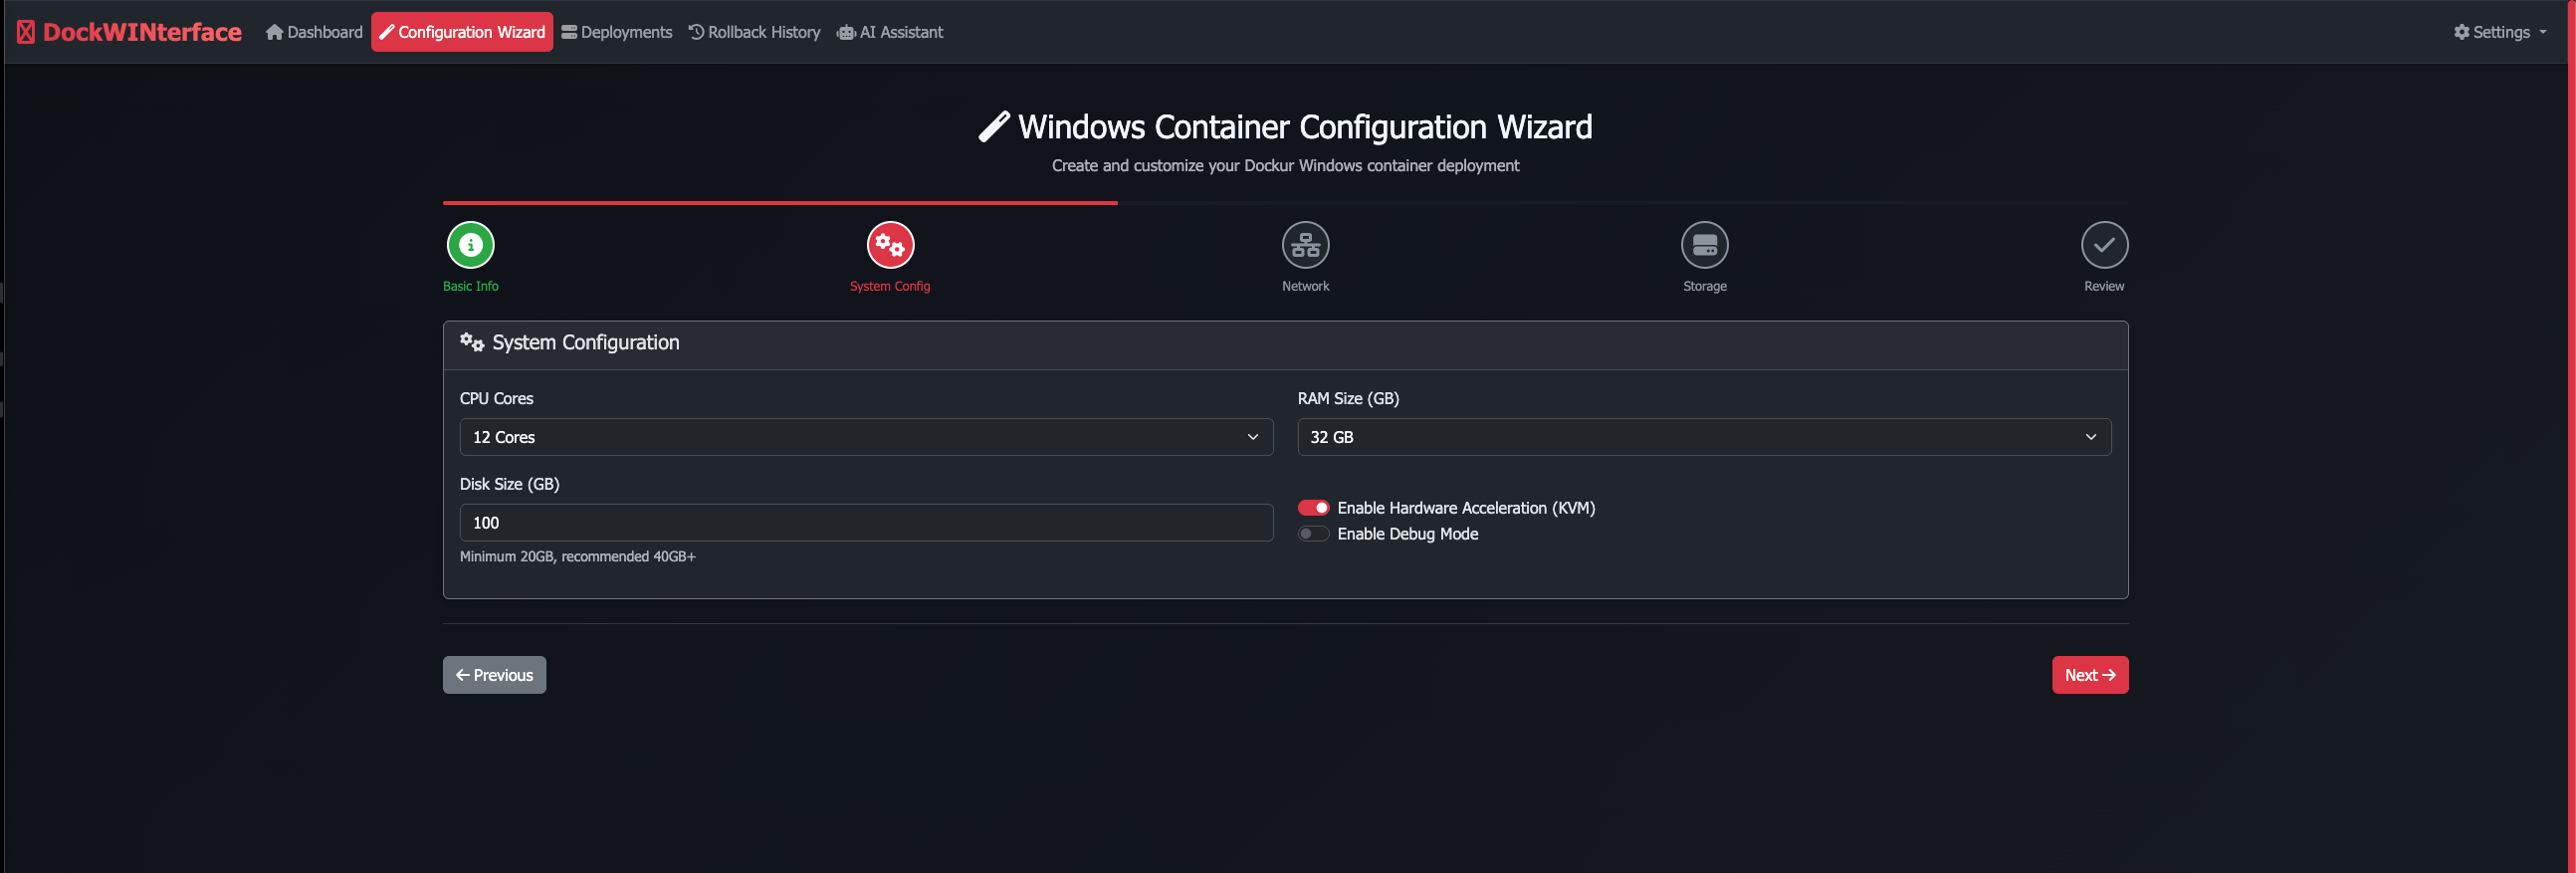 DockWINterface Dashboard Configuration Wizard Deployments Rollback History AI Assistant Settings
Windows Container Configuration Wizard
Create and customize your Dockur Windows container deployment
Basic Info System Config Network Storage Review
System Configuration
CPU Cores
12 Cores
RAM Size (GB)
32 GB
Disk Size (GB)
100
Minimum 20GB, recommended 40GB+
Enable Hardware Acceleration (KVM)
Enable Debug Mode
Previous
Next